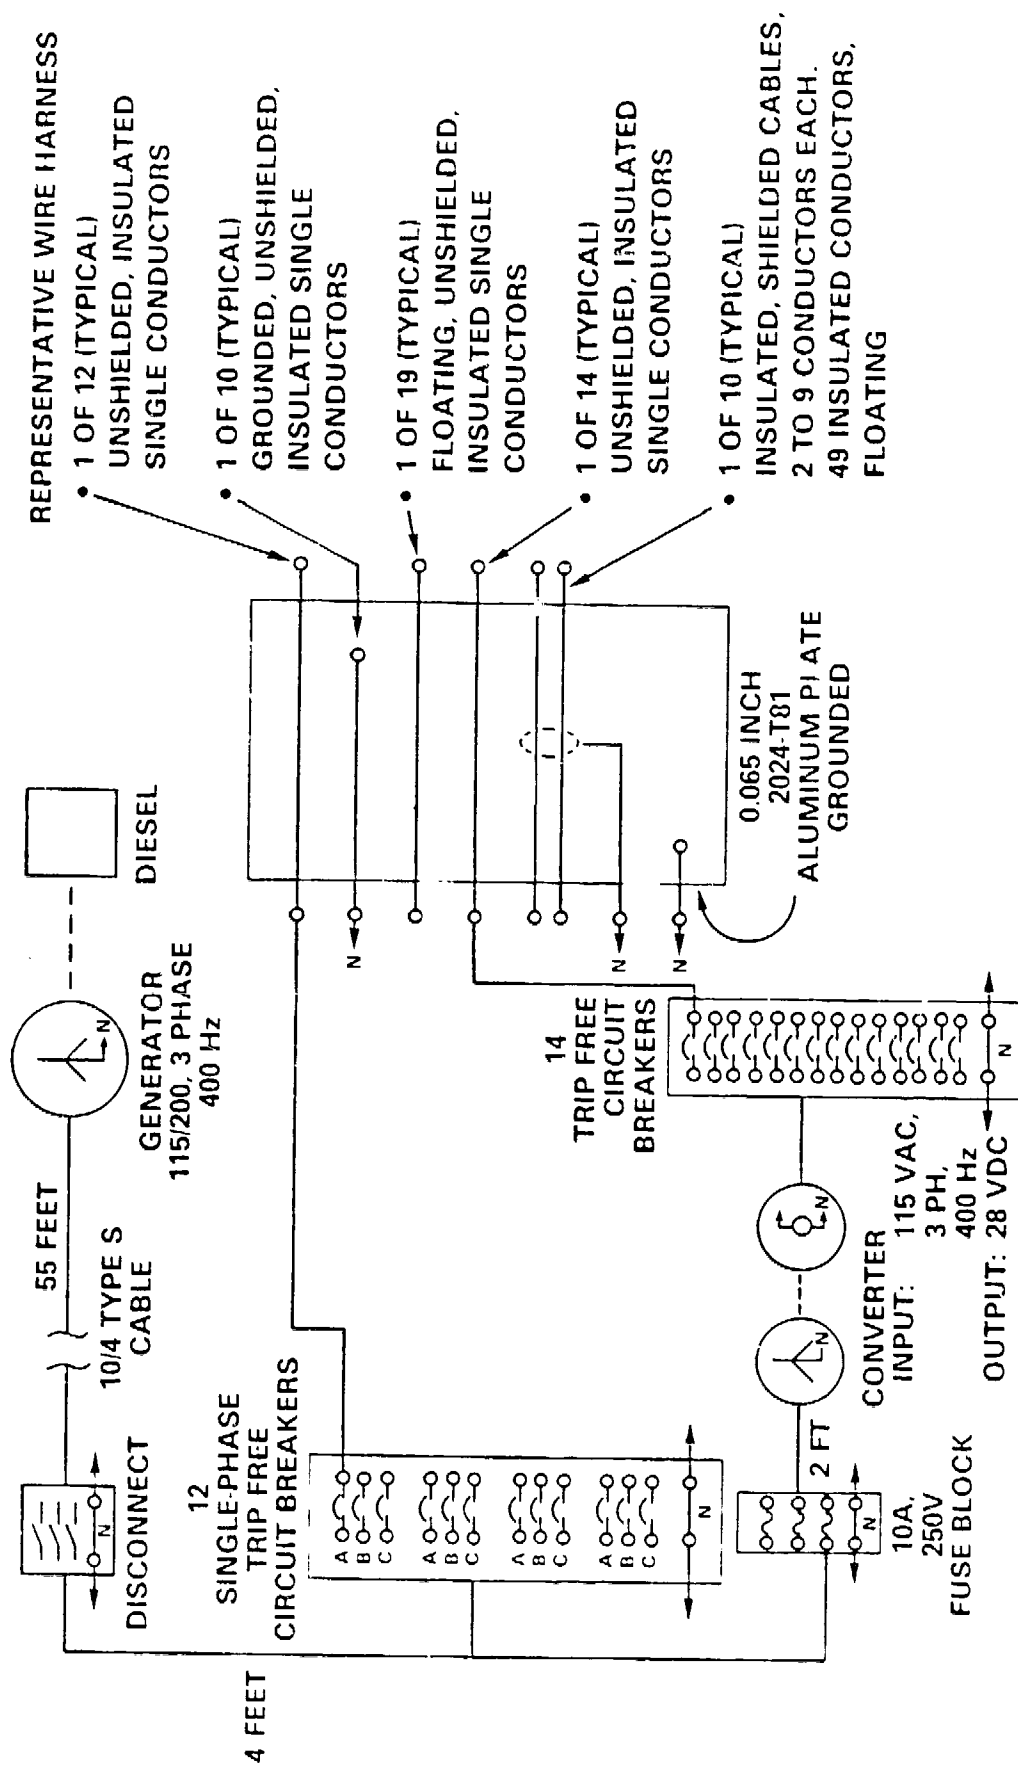 REPRESENTATIVE WIRE HARNESS
• 1 OF 12 (TYPICAL)
UNSHIELDED, INSULATED
SINGLE CONDUCTORS
• 1 OF 10 (TYPICAL)
GROUNDED, UNSHIELDED,
INSULATED SINGLE
CONDUCTORS
• 1 OF 19 (TYPICAL)
FLOATING, UNSHIELDED,
INSULATED SINGLE
CONDUCTORS
• 1 OF 14 (TYPICAL)
UNSHIELDED, INSULATED
SINGLE CONDUCTORS
• 1 OF 10 (TYPICAL)
INSULATED, SHIELDED CABLES,
2 TO 9 CONDUCTORS EACH.
49 INSULATED CONDUCTORS,
FLOATING
DIESEL
N
GENERATOR
115/200, 3 PHASE
400 Hz
55 FEET
10/4 TYPE S
CABLE
N
DISCONNECT
4 FEET
12
SINGLE-PHASE
TRIP FREE
CIRCUIT BREAKERS
A
B
C
A
B
C
A
B
C
A
B
C
N
N
N
N
0.065 INCH
2024-T81
ALUMINUM PLATE
GROUNDED
14
TRIP FREE
CIRCUIT
BREAKERS
N
N
N
2 FT
N
CONVERTER
INPUT: 115 VAC,
3 PH,
400 Hz
OUTPUT: 28 VDC
10A,
250V
FUSE BLOCK